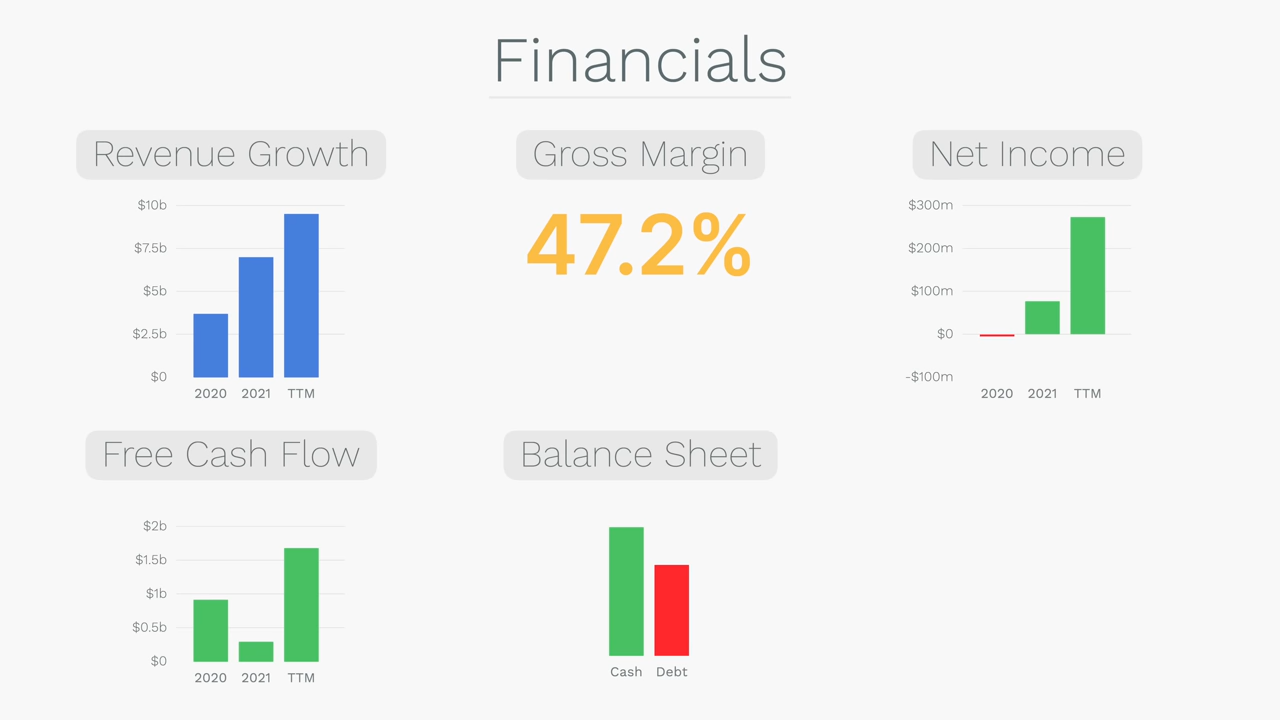 Financials
Revenue Growth
$10b
$7.5b
$5b
$2.5b
$0
2020 2021 TTM
Gross Margin
47.2%
Net Income
$300m
$200m
$100m
$0
-$100m
2020 2021 TTM
Free Cash Flow
$2b
$1.5b
$1b
$0.5b
$0
2020 2021 TTM
Balance Sheet
Cash Debt